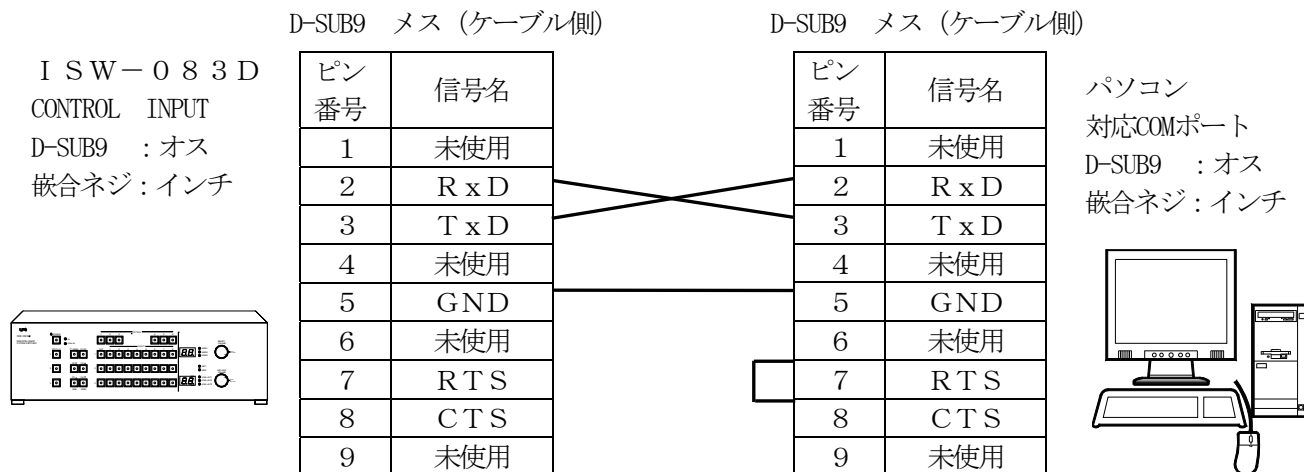 D-SUB9 メス (ケーブル側)
D-SUB9 メス (ケーブル側)
ISW-083D
CONTROL INPUT
D-SUB9 :オス
嵌合ネジ:インチ
ピン番号 信号名
1 未使用
2 RxD
3 TxD
4 未使用
5 GND
6 未使用
7 RTS
8 CTS
9 未使用
ピン番号 信号名
1 未使用
2 RxD
3 TxD
4 未使用
5 GND
6 未使用
7 RTS
8 CTS
9 未使用
パソコン
対応COMポート
D-SUB9 :オス
嵌合ネジ:インチ